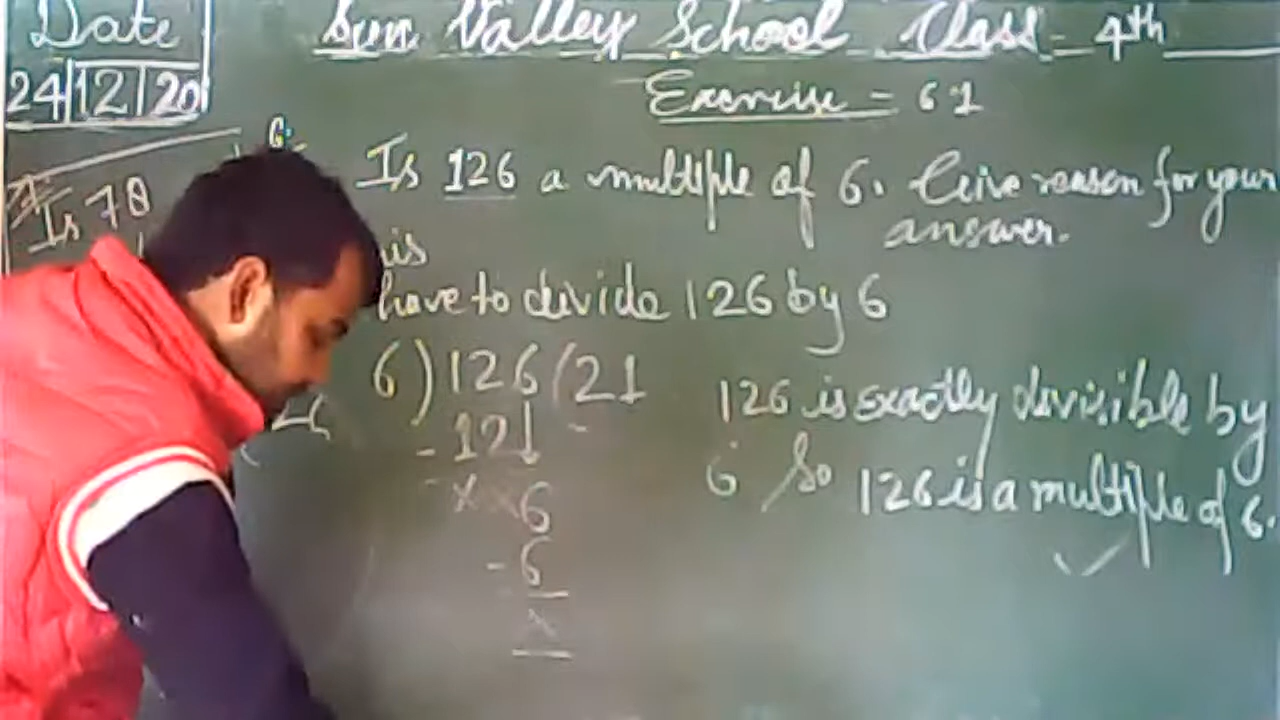 Date
24|12|20
Sun Valley School Class - 4th
Exercise = 61
6.
Is 78
Is 126 a multiple of 6. Give reason for your
answer.
have to divide 126 by 6
6)126(21
-12↓
- x x 6
- 6
x
126 is exactly divisible by
6 So 126 is a multiple of 6.